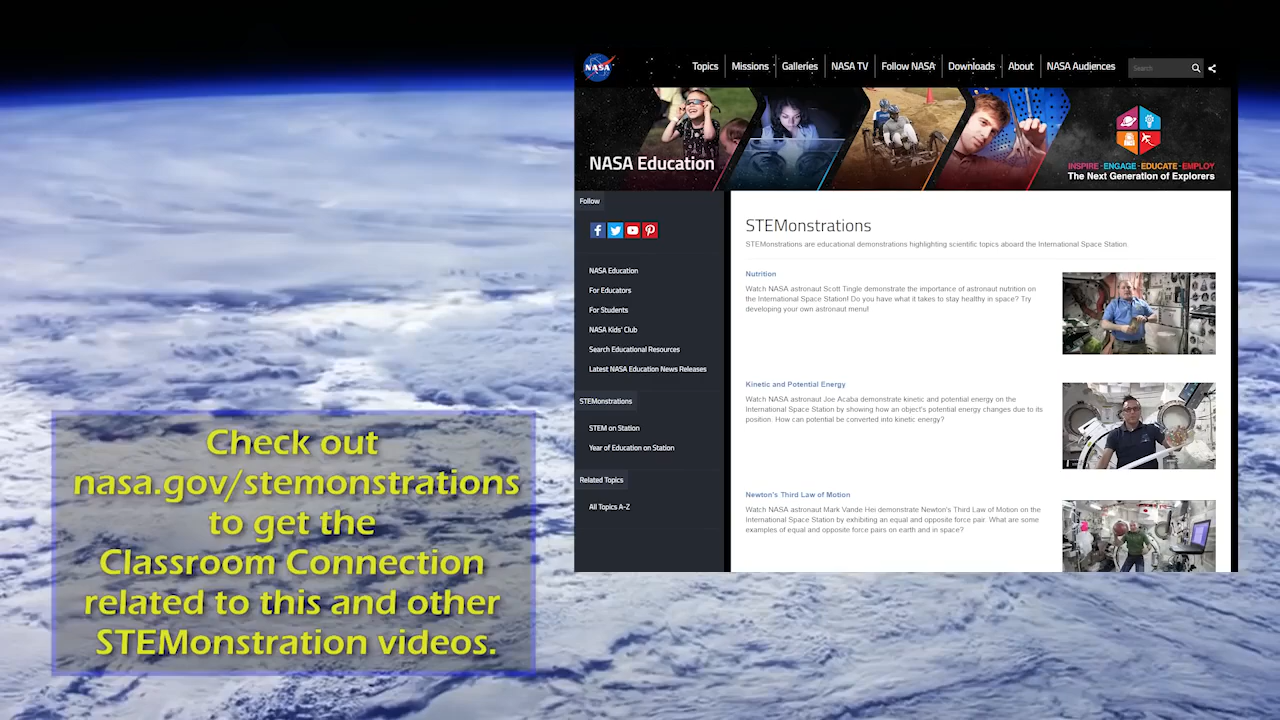 NASA
Topics
Missions
Galleries
NASA TV
Follow NASA
Downloads
About
NASA Audiences
Search
NASA Education
INSPIRE - ENGAGE - EDUCATE - EMPLOY
The Next Generation of Explorers
Follow
NASA Education
For Educators
For Students
NASA Kids' Club
Search Educational Resources
Latest NASA Education News Releases
STEMonstrations
STEM on Station
Year of Education on Station
Related Topics
All Topics A-Z
STEMonstrations
STEMonstrations are educational demonstrations highlighting scientific topics aboard the International Space Station.
Nutrition
Watch NASA astronaut Scott Tingle demonstrate the importance of astronaut nutrition on
the International Space Station! Do you have what it takes to stay healthy in space? Try
developing your own astronaut menu!
Kinetic and Potential Energy
Watch NASA astronaut Joe Acaba demonstrate kinetic and potential energy on the
International Space Station by showing how an object's potential energy changes due to its
position. How can potential be converted into kinetic energy?
Newton's Third Law of Motion
Watch NASA astronaut Mark Vande Hei demonstrate Newton's Third Law of Motion on the
International Space Station by exhibiting an equal and opposite force pair. What are some
examples of equal and opposite force pairs on earth and in space?
Check out
nasa.gov/stemonstrations
to get the
Classroom Connection
related to this and other
STEMonstration videos.